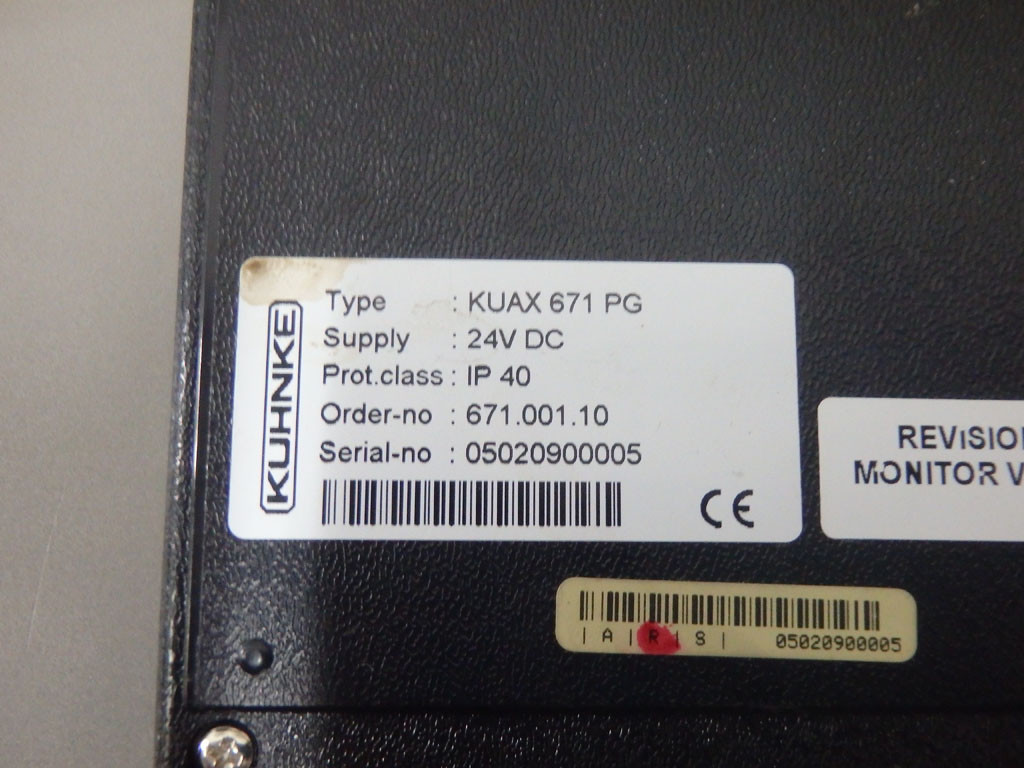 KUHNKE
Type : KUAX 671 PG
Supply : 24V DC
Prot.class : IP 40
Order-no : 671.001.10
Serial-no : 05020900005
CE
MONITOR
| A | R | S | 05020900005